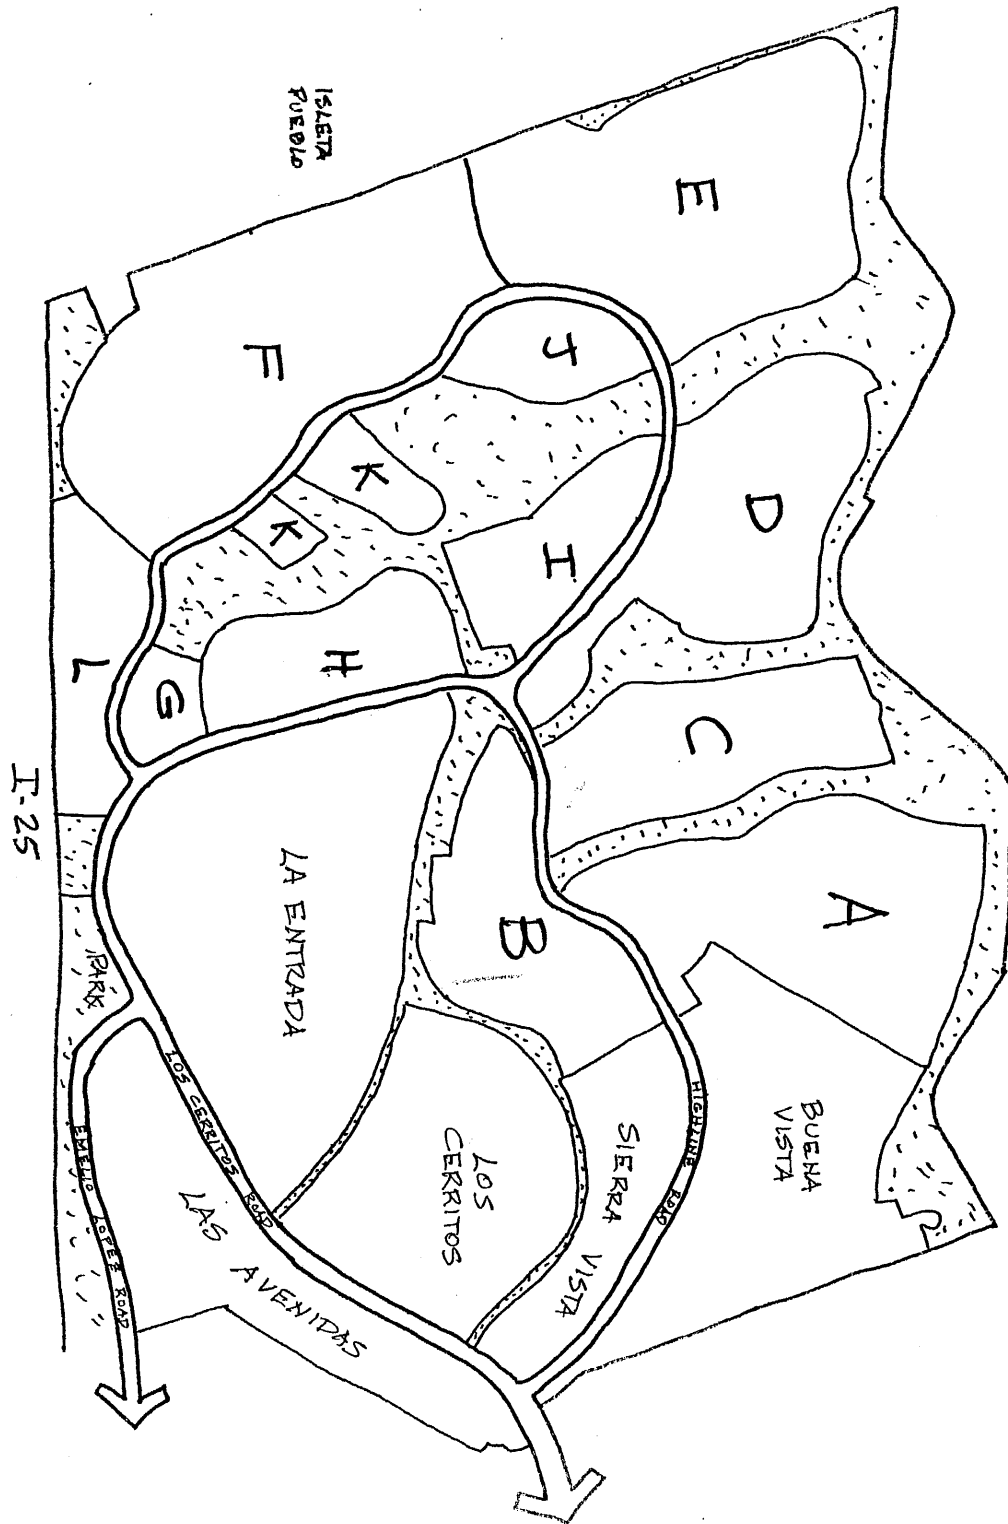 ISLETA
PUEBLO
E
F
J
K
K
D
I
H
L
G
C
I-25
A
B
LA ENTRADA
PARK
BUENA
VISTA
HIGHLINE ROAD
SIERRA VISTA
LOS
CERRITOS
LOS CERRITOS ROAD
LAS
AVENIDAS
EMELIO LOPEZ ROAD